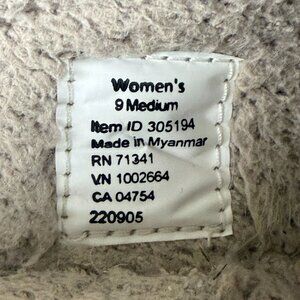 Women's
9 Medium
Item ID 305194
Made in Myanmar
RN 71341
VN 1002664
CA 04754
220905